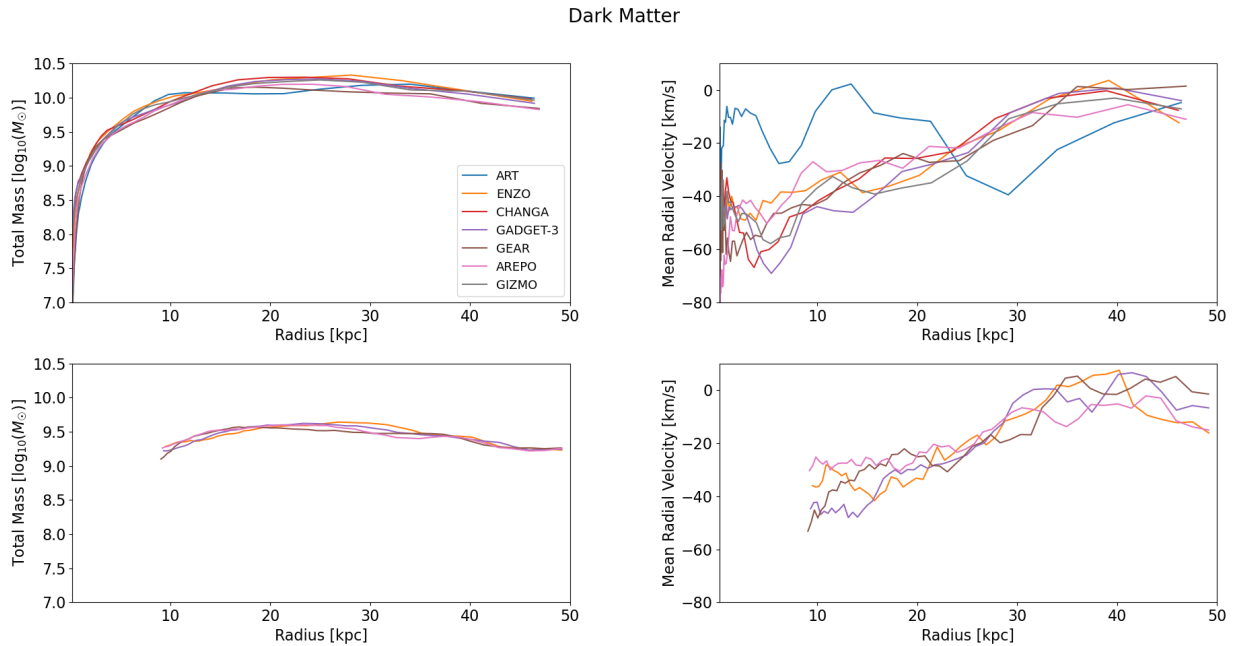 Dark Matter
Total Mass [log₁₀(M⊙)]
10.5
10.0
9.5
9.0
8.5
8.0
7.5
7.0
10
20
30
40
50
Radius [kpc]
ART
ENZO
CHANGA
GADGET-3
GEAR
AREPO
GIZMO
Mean Radial Velocity [km/s]
0
−20
−40
−60
−80
10
20
30
40
50
Radius [kpc]
Total Mass [log₁₀(M⊙)]
10.5
10.0
9.5
9.0
8.5
8.0
7.5
7.0
10
20
30
40
50
Radius [kpc]
Mean Radial Velocity [km/s]
0
−20
−40
−60
−80
10
20
30
40
50
Radius [kpc]